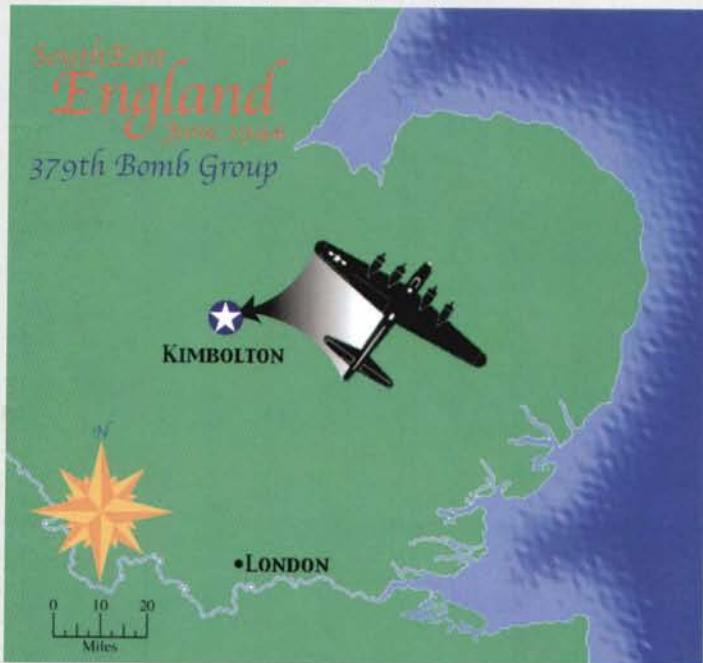 SouthEast
England
June 1944
379th Bomb Group
KIMBOLTON
N
LONDON
0 10 20
Miles